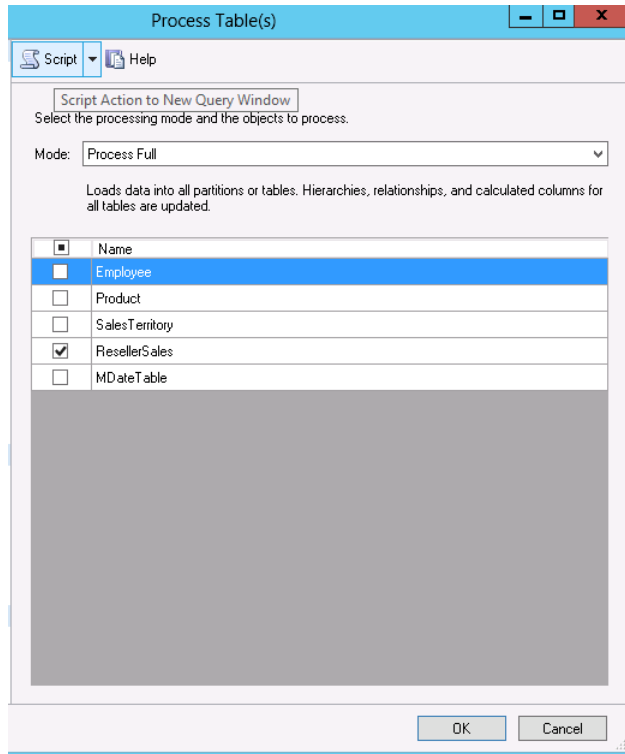 Process Table(s)
Script Help
Script Action to New Query Window
Select the processing mode and the objects to process.
Mode: Process Full
Loads data into all partitions or tables. Hierarchies, relationships, and calculated columns for
all tables are updated.
Name
Employee
Product
SalesTerritory
ResellerSales
MDateTable
OK Cancel